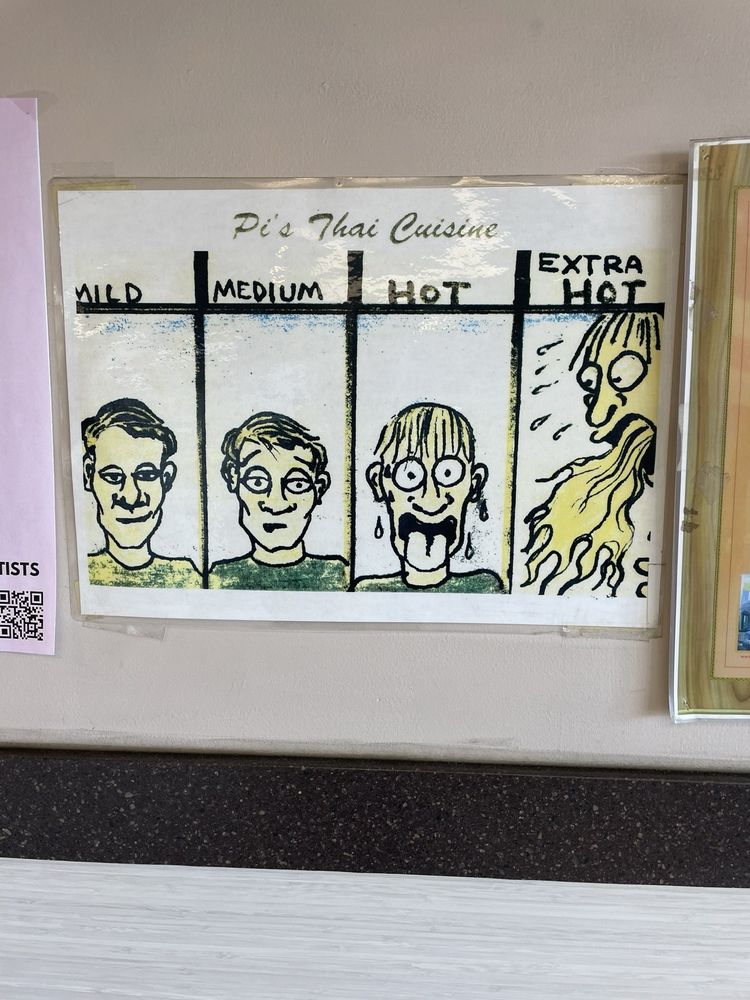 Pi's Thai Cuisine
MILD
MEDIUM
HOT
EXTRA
HOT
TISTS